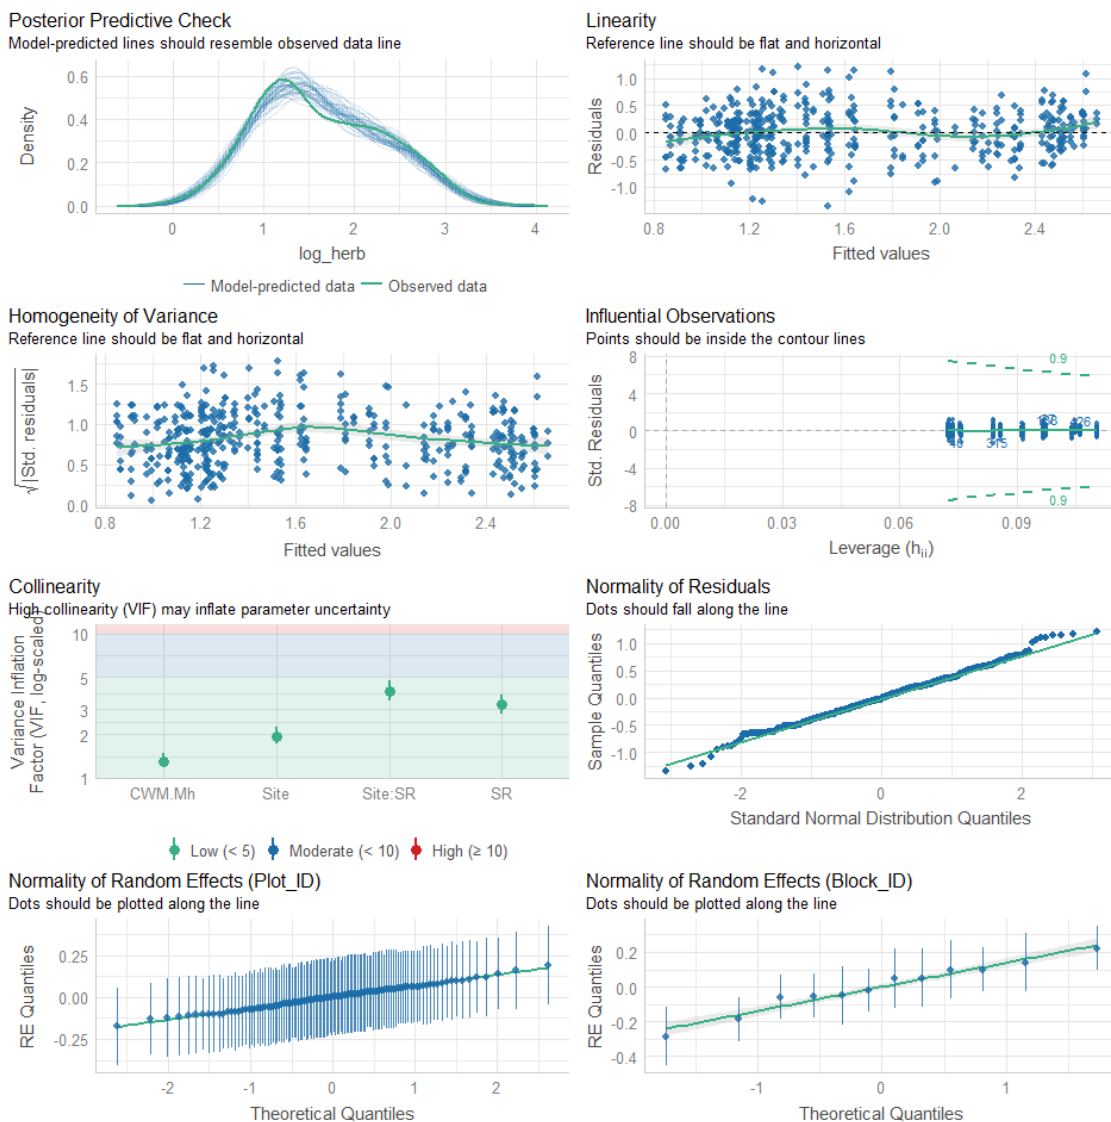 Posterior Predictive Check
Model-predicted lines should resemble observed data line
Density
0.6
0.4
0.2
0.0
0
1
2
3
4
log_herb
Model-predicted data
Observed data
Linearity
Reference line should be flat and horizontal
Residuals
1.0
0.5
0.0
-0.5
-1.0
0.8
1.2
1.6
2.0
2.4
Fitted values
Homogeneity of Variance
Reference line should be flat and horizontal
√|Std. residuals|
1.5
1.0
0.5
0.0
0.8
1.2
1.6
2.0
2.4
Fitted values
Influential Observations
Points should be inside the contour lines
Std. Residuals
8
4
0
-4
-8
0.9
0.9
315
0.00
0.03
0.06
0.09
Leverage (hii)
Collinearity
High collinearity (VIF) may inflate parameter uncertainty
Variance Inflation
Factor (VIF, log-scaled)
10
5
3
2
1
CWM.Mh
Site
Site:SR
SR
Low (< 5)
Moderate (< 10)
High (≥ 10)
Normality of Residuals
Dots should fall along the line
Sample Quantiles
1.0
0.5
0.0
-0.5
-1.0
-2
0
2
Standard Normal Distribution Quantiles
Normality of Random Effects (Plot_ID)
Dots should be plotted along the line
RE Quantiles
0.25
0.00
-0.25
-2
-1
0
1
2
Theoretical Quantiles
Normality of Random Effects (Block_ID)
Dots should be plotted along the line
RE Quantiles
0.2
0.0
-0.2
-0.4
-1
0
1
Theoretical Quantiles